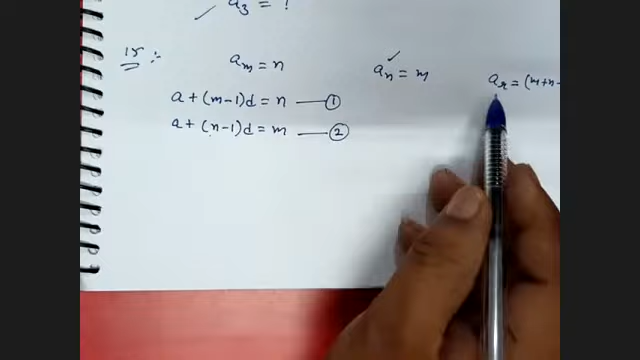 a₃ = ?
15 :-
aₘ = n
aₙ = m
aᵣ = (m+n-
a + (m-1)d = n —— ①
a + (n-1)d = m —— ②